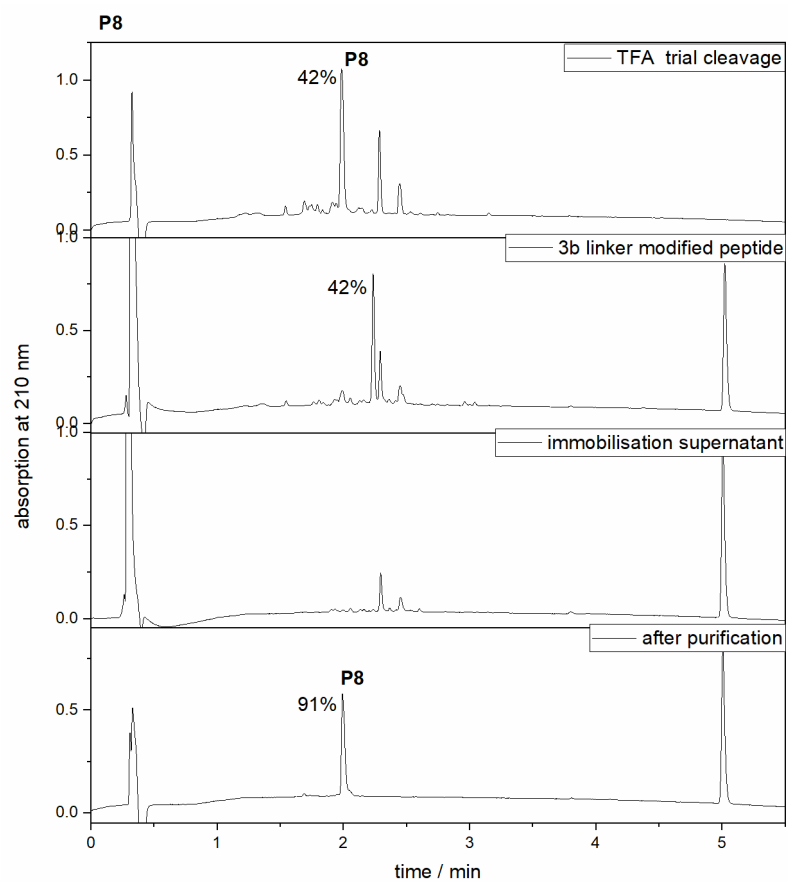 P8
P8
TFA trial cleavage
42%
1.0
0.5
0.0
3b linker modified peptide
42%
1.0
0.5
0.0
immobilisation supernatant
1.0
0.5
0.0
after purification
P8
91%
0.5
0.0
0 1 2 3 4 5
time / min
absorption at 210 nm